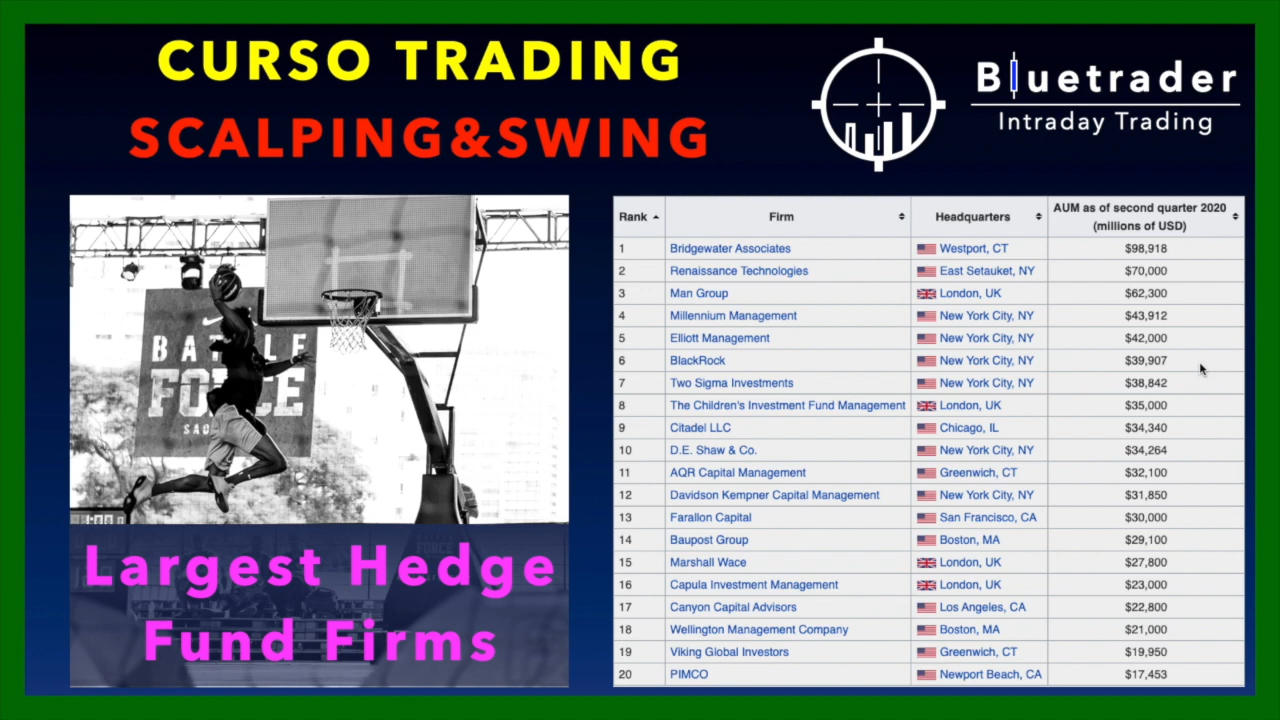 CURSO TRADING
SCALPING&SWING
Bluetrader
Intraday Trading
BATTLE
FORCE
SAO
Largest Hedge
Fund Firms
Rank Firm Headquarters AUM as of second quarter 2020
(millions of USD)
1 Bridgewater Associates Westport, CT $98,918
2 Renaissance Technologies East Setauket, NY $70,000
3 Man Group London, UK $62,300
4 Millennium Management New York City, NY $43,912
5 Elliott Management New York City, NY $42,000
6 BlackRock New York City, NY $39,907
7 Two Sigma Investments New York City, NY $38,842
8 The Children's Investment Fund Management London, UK $35,000
9 Citadel LLC Chicago, IL $34,340
10 D.E. Shaw & Co. New York City, NY $34,264
11 AQR Capital Management Greenwich, CT $32,100
12 Davidson Kempner Capital Management New York City, NY $31,850
13 Farallon Capital San Francisco, CA $30,000
14 Baupost Group Boston, MA $29,100
15 Marshall Wace London, UK $27,800
16 Capula Investment Management London, UK $23,000
17 Canyon Capital Advisors Los Angeles, CA $22,800
18 Wellington Management Company Boston, MA $21,000
19 Viking Global Investors Greenwich, CT $19,950
20 PIMCO Newport Beach, CA $17,453